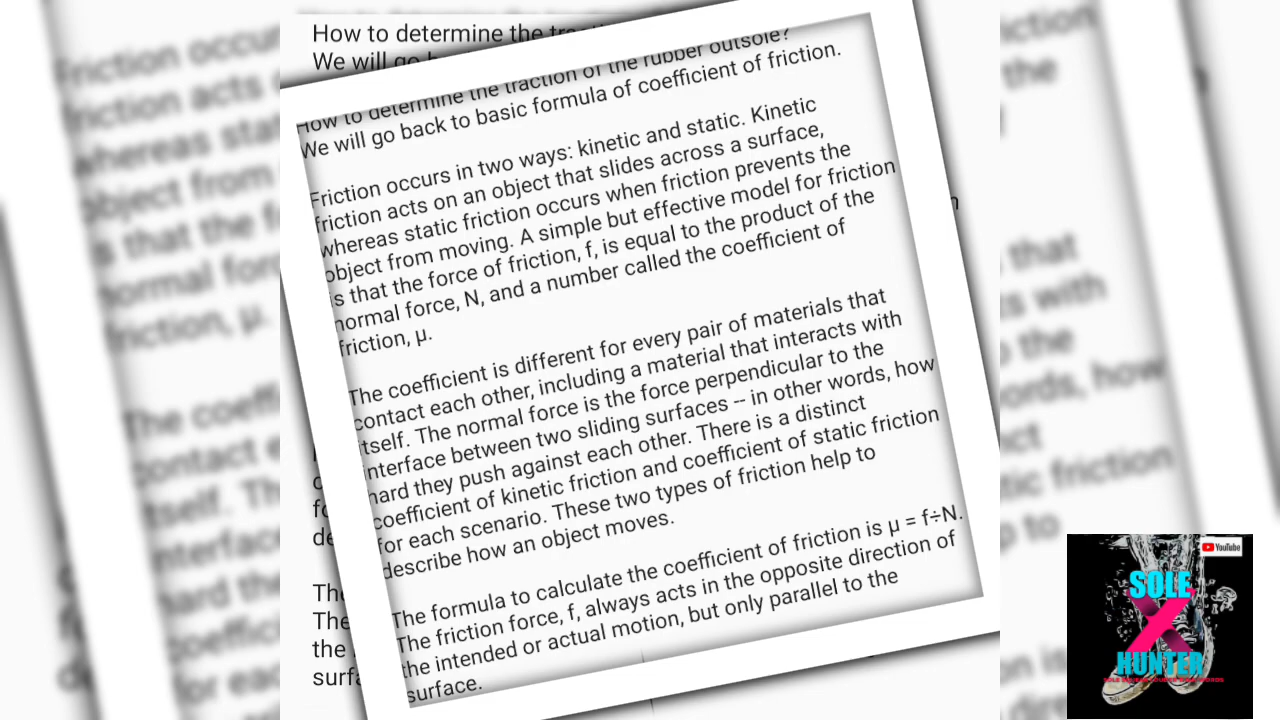 How to determine the
We will go
How to determine the traction of the rubber outsole?
We will go back to basic formula of coefficient of friction.
Friction occurs in two ways: kinetic and static. Kinetic
friction acts on an object that slides across a surface,
whereas static friction occurs when friction prevents the
object from moving. A simple but effective model for friction
is that the force of friction, f, is equal to the product of the
normal force, N, and a number called the coefficient of
friction, μ.
The coefficient is different for every pair of materials that
contact each other, including a material that interacts with
itself. The normal force is the force perpendicular to the
interface between two sliding surfaces -- in other words, how
hard they push against each other. There is a distinct
coefficient of kinetic friction and coefficient of static friction
for each scenario. These two types of friction help to
describe how an object moves.
The formula to calculate the coefficient of friction is μ = f÷N.
The friction force, f, always acts in the opposite direction of
the intended or actual motion, but only parallel to the
surface.
YouTube
SOLE
X
HUNTER